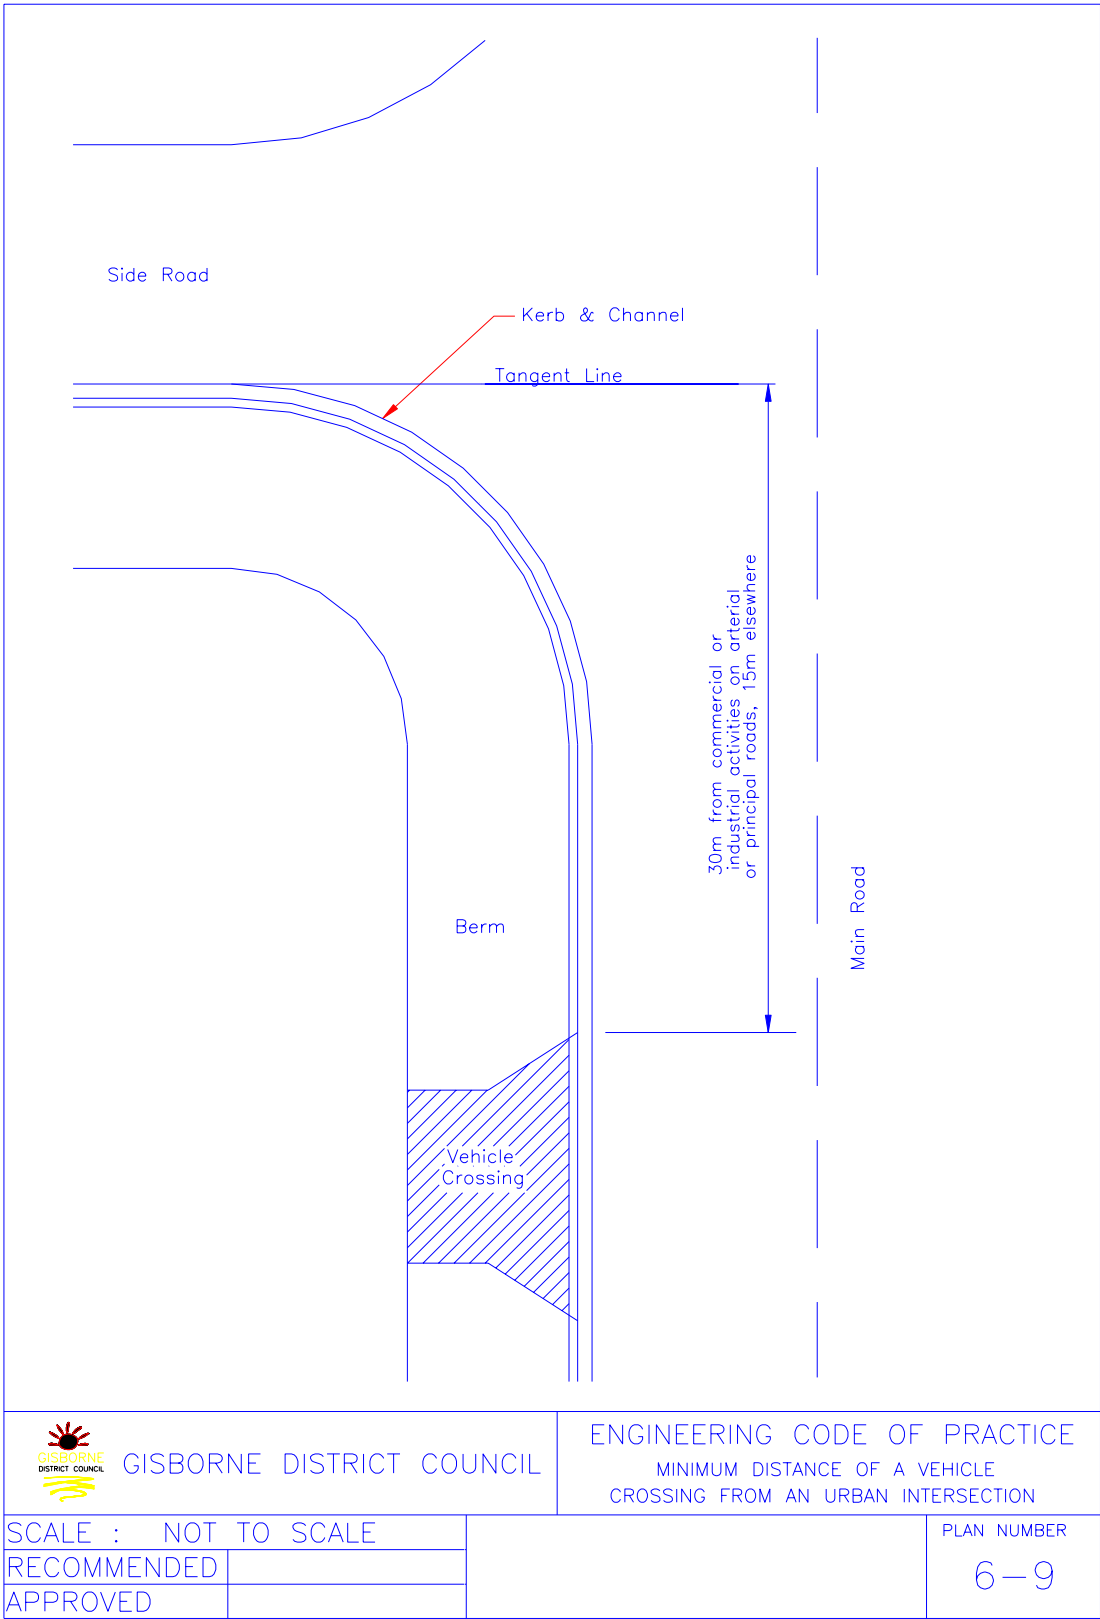 Side Road
Kerb & Channel
Tangent Line
30m from commercial or
industrial activities on arterial
or principal roads, 15m elsewhere
Main Road
Berm
Vehicle
Crossing
GISBORNE
DISTRICT COUNCIL
GISBORNE DISTRICT COUNCIL
ENGINEERING CODE OF PRACTICE
MINIMUM DISTANCE OF A VEHICLE
CROSSING FROM AN URBAN INTERSECTION
SCALE : NOT TO SCALE
RECOMMENDED
APPROVED
PLAN NUMBER
6-9